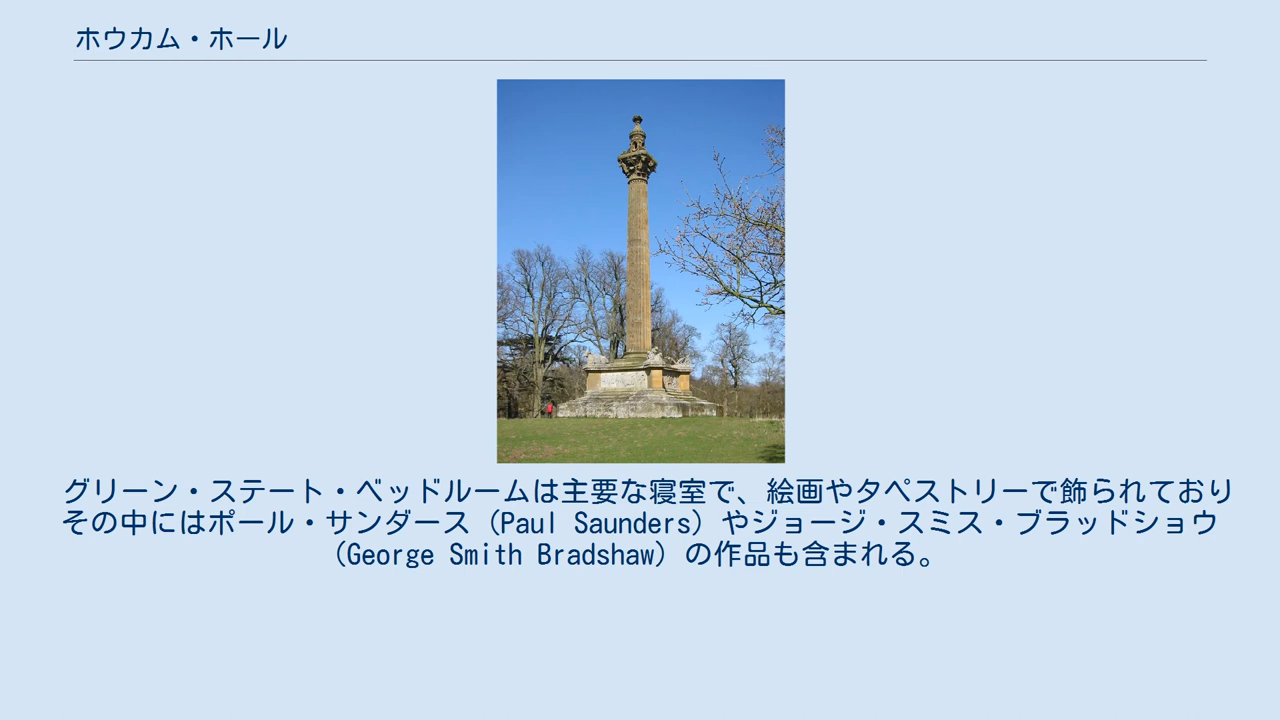 ホウカム・ホール
グリーン・ステート・ベッドルームは主要な寝室で、絵画やタペストリーで飾られており
その中にはポール・サンダース（Paul Saunders）やジョージ・スミス・ブラッドショウ
（George Smith Bradshaw）の作品も含まれる。